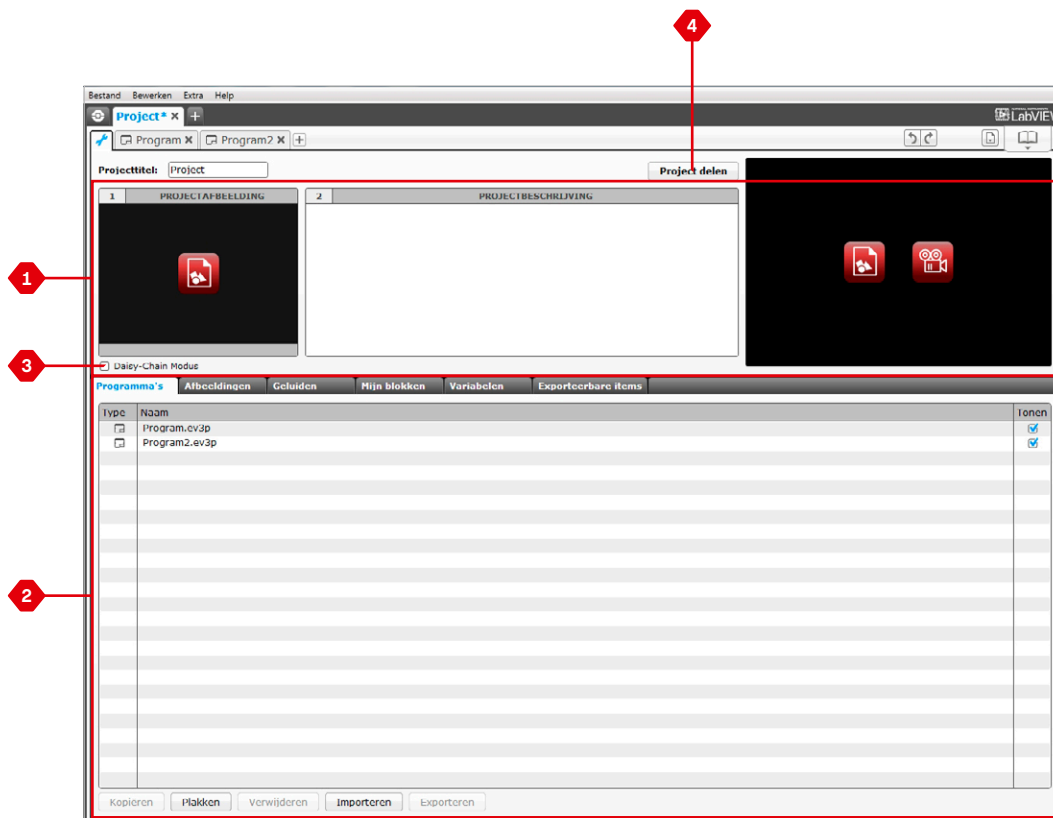 4
Bestand Bewerken Extra Help
Project* × +
LabVIEW
Program × Program2 × +
Projecttitel: Project
Project delen
1 PROJECTAFBEELDING
2 PROJECTBESCHRIJVING
1
3
Daisy-Chain Modus
Programma's Afbeeldingen Geluiden Mijn blokken Variabelen Exporteerbare items
Type Naam Tonen
Program.ev3p
Program2.ev3p
2
Kopiëren Plakken Verwijderen Importeren Exporteren